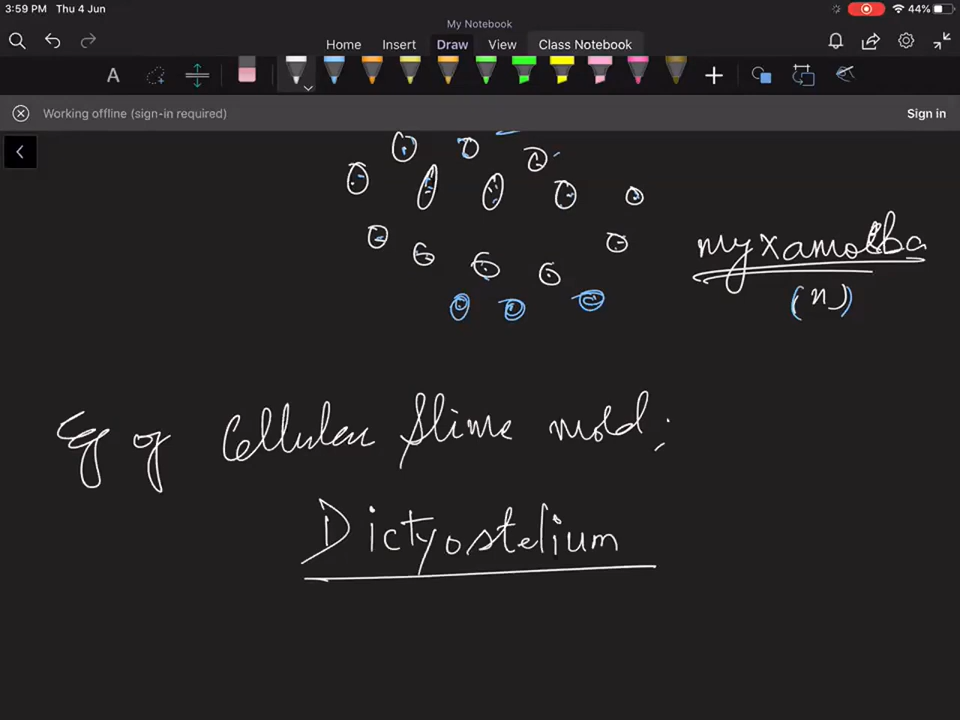 3:59 PM Thu 4 Jun
44%
My Notebook
Home Insert Draw View Class Notebook
A
Working offline (sign-in required)
Sign in
myxamoeba
(n)
Eg of Cellular Slime mold;
Dictyostelium